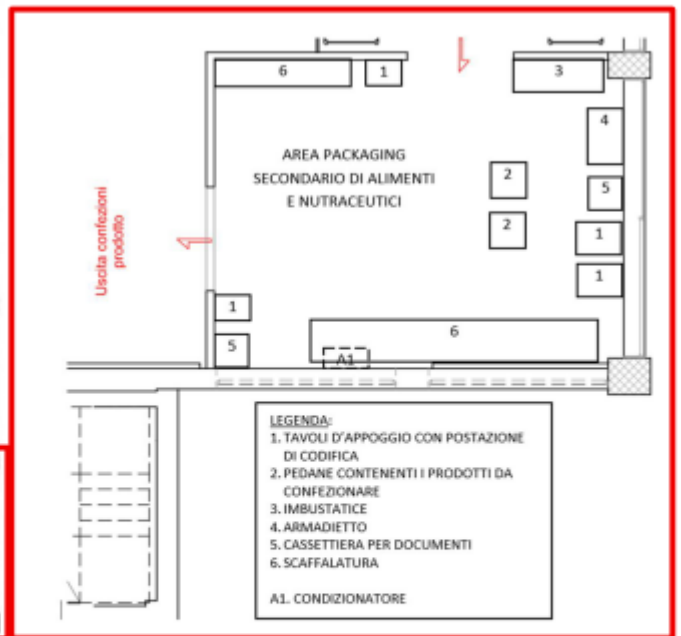 6
1
3
4
AREA PACKAGING
SECONDARIO DI ALIMENTI
E NUTRACEUTICI
2
5
2
1
Uscita confezioni
prodotto
1
1
6
5
A1
LEGENDA:
1. TAVOLI D'APPOGGIO CON POSTAZIONE
DI CODIFICA
2. PEDANE CONTENENTI I PRODOTTI DA
CONFEZIONARE
3. IMBUSTATICE
4. ARMADIETTO
5. CASSETTIERA PER DOCUMENTI
6. SCAFFALATURA
A1. CONDIZIONATORE